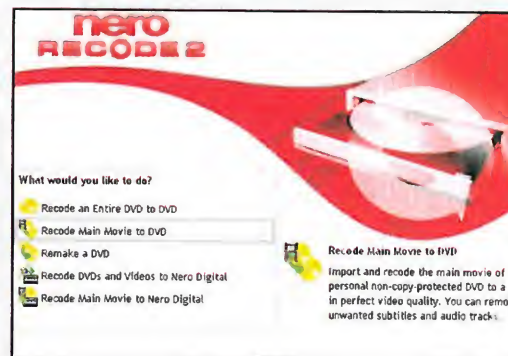 nero
RECODE 2
What would you like to do?
Recode an Entire DVD to DVD
Recode Main Movie to DVD
Remake a DVD
Recode DVDs and Videos to Nero Digital
Recode Main Movie to Nero Digital
Recode Main Movie to DVD
Import and recode the main movie of
personal non-copy-protected DVD to a
in perfect video quality. You can remo
unwanted subtitles and audio tracks.